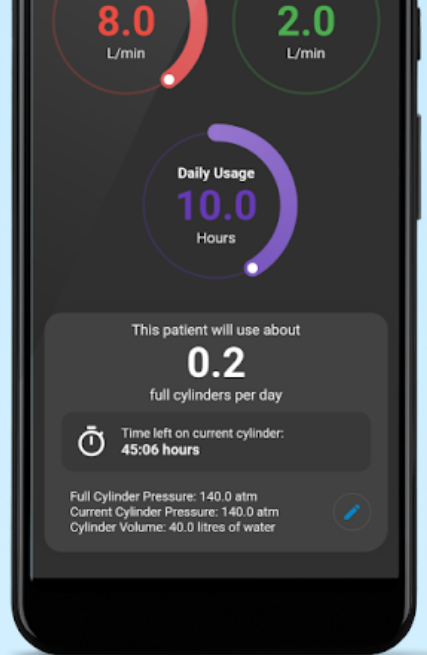 8.0
L/min
2.0
L/min
Daily Usage
10.0
Hours
This patient will use about
0.2
full cylinders per day
Time left on current cylinder:
45:06 hours
Full Cylinder Pressure: 140.0 atm
Current Cylinder Pressure: 140.0 atm
Cylinder Volume: 40.0 litres of water